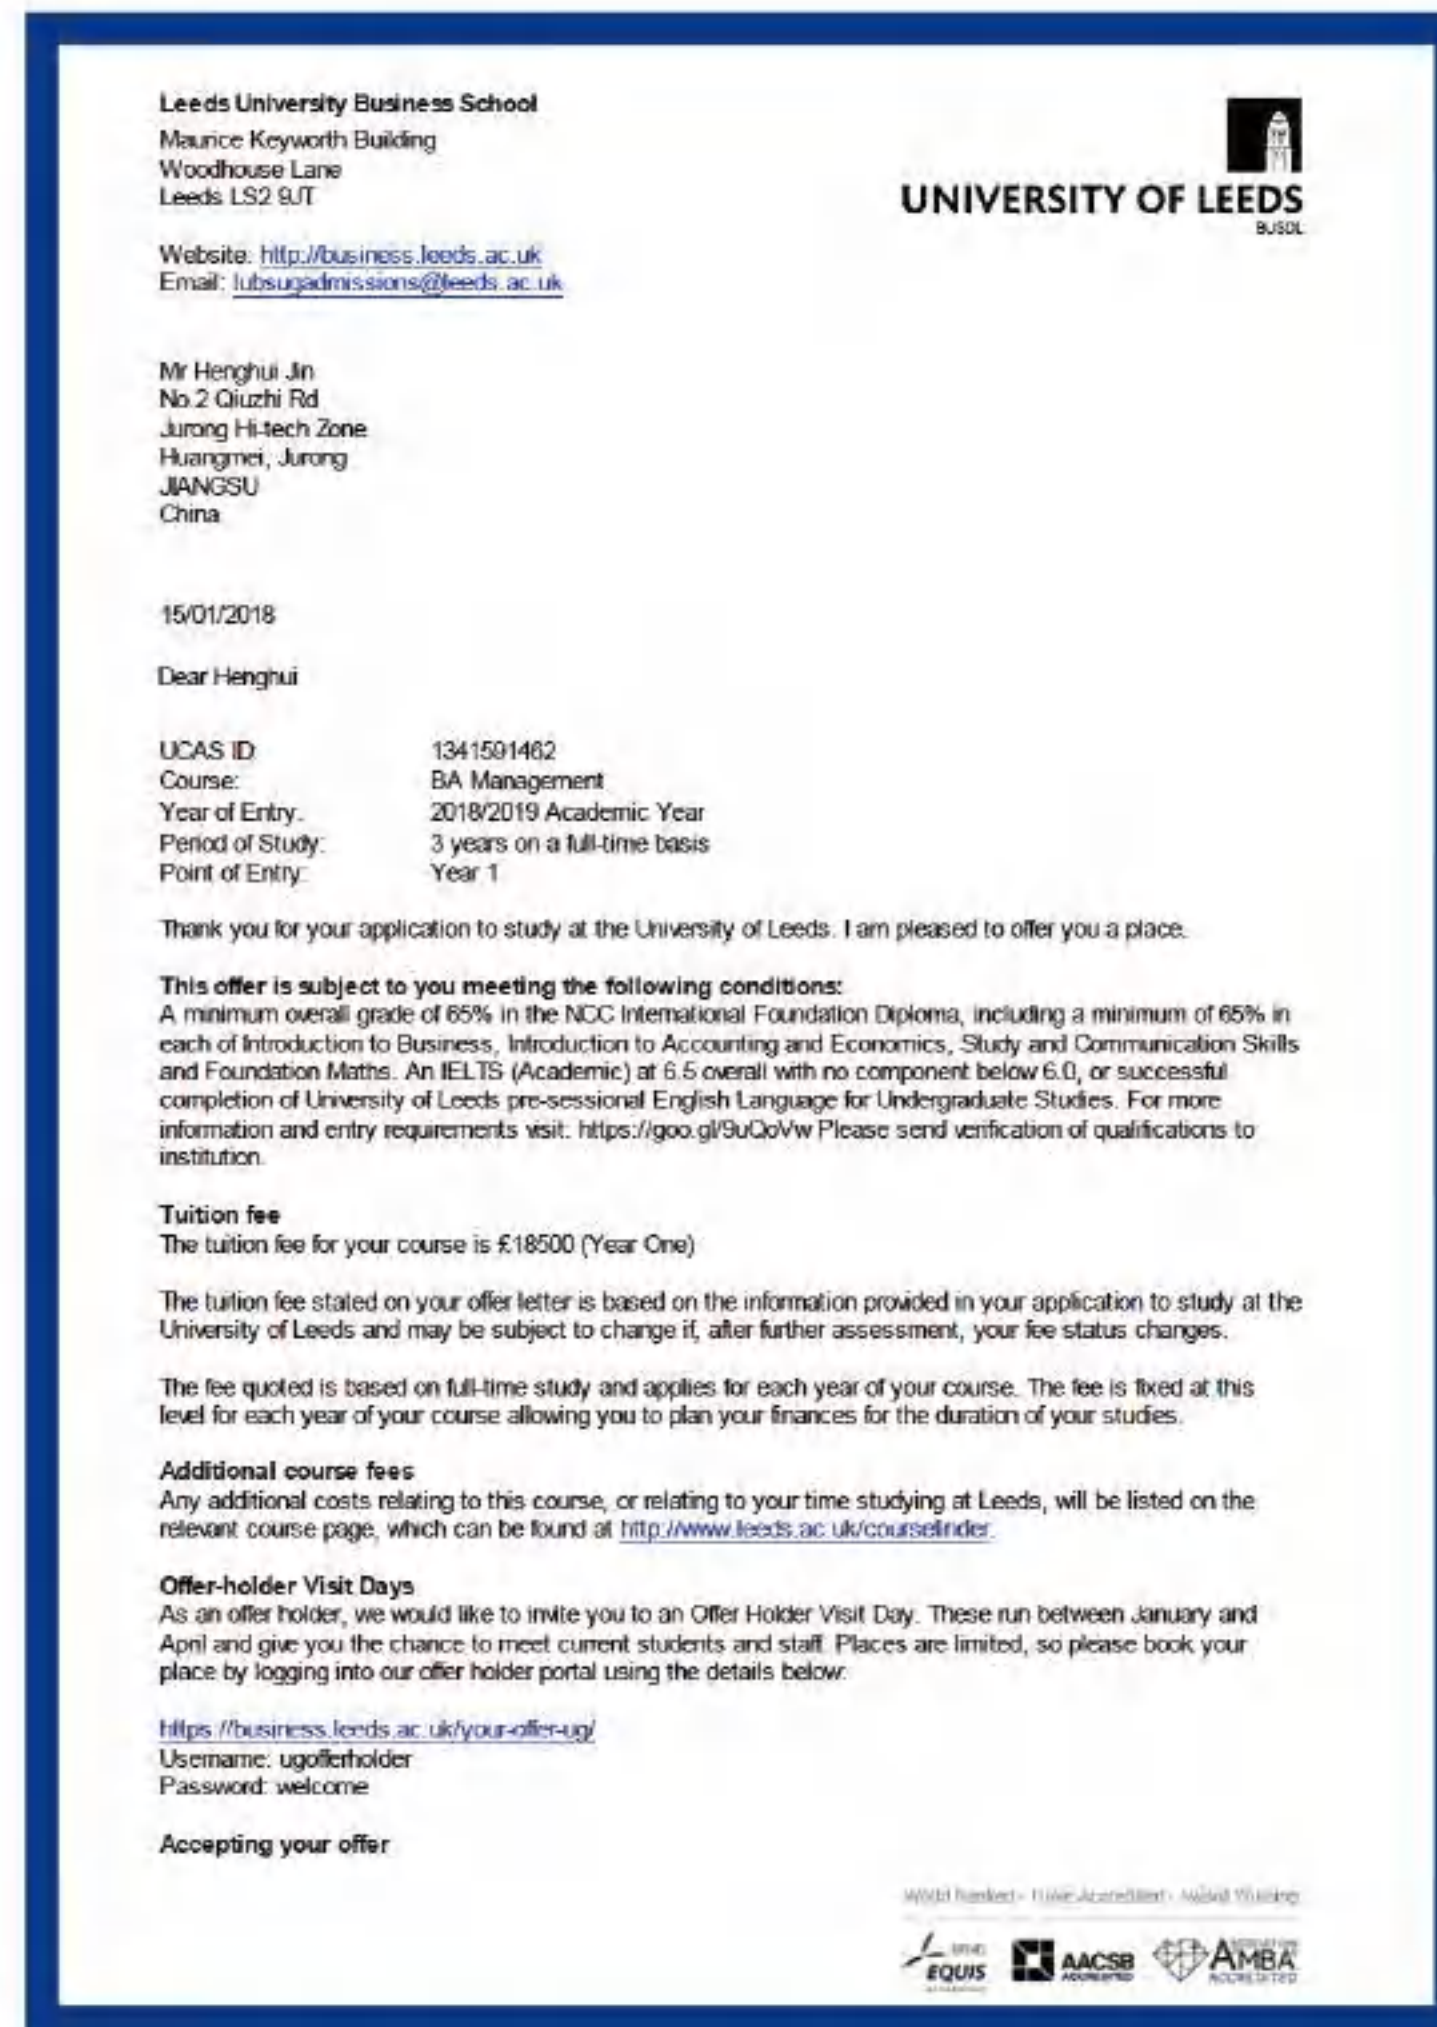 Leeds University Business School
Maurice Keyworth Building
Woodhouse Lane
Leeds LS2 9JT
UNIVERSITY OF LEEDS
Website: http://business.leeds.ac.uk
Email: lubsugadmissions@leeds.ac.uk
Mr Henghui Jin
No.2 Qiuzhi Rd
Jurong Hi-tech Zone
Huangmei, Jurong
JIANGSU
China
15/01/2018
Dear Henghui
UCAS ID 1341591462
Course: BA Management
Year of Entry: 2018/2019 Academic Year
Period of Study: 3 years on a full-time basis
Point of Entry: Year 1
Thank you for your application to study at the University of Leeds. I am pleased to offer you a place.
This offer is subject to you meeting the following conditions:
A minimum overall grade of 65% in the NCC International Foundation Diploma, including a minimum of 65% in
each of Introduction to Business, Introduction to Accounting and Economics, Study and Communication Skills
and Foundation Maths. An IELTS (Academic) at 6.5 overall with no component below 6.0, or successful
completion of University of Leeds pre-sessional English Language for Undergraduate Studies. For more
information and entry requirements visit: https://goo.gl/9uQoVw Please send verification of qualifications to
institution.
Tuition fee
The tuition fee for your course is £18500 (Year One)
The tuition fee stated on your offer letter is based on the information provided in your application to study at the
University of Leeds and may be subject to change if, after further assessment, your fee status changes.
The fee quoted is based on full-time study and applies for each year of your course. The fee is fixed at this
level for each year of your course allowing you to plan your finances for the duration of your studies.
Additional course fees
Any additional costs relating to this course, or relating to your time studying at Leeds, will be listed on the
relevant course page, which can be found at http://www.leeds.ac.uk/coursefinder.
Offer-holder Visit Days
As an offer holder, we would like to invite you to an Offer Holder Visit Day. These run between January and
April and give you the chance to meet current students and staff. Places are limited, so please book your
place by logging into our offer holder portal using the details below:
https://business.leeds.ac.uk/your-offer-ug/
Username: ugofferholder
Password: welcome
Accepting your offer
World Ranked - Triple Accredited - Award Winning
EFMD
EQUIS
AACSB
ACCREDITED
AMBA
ACCREDITED